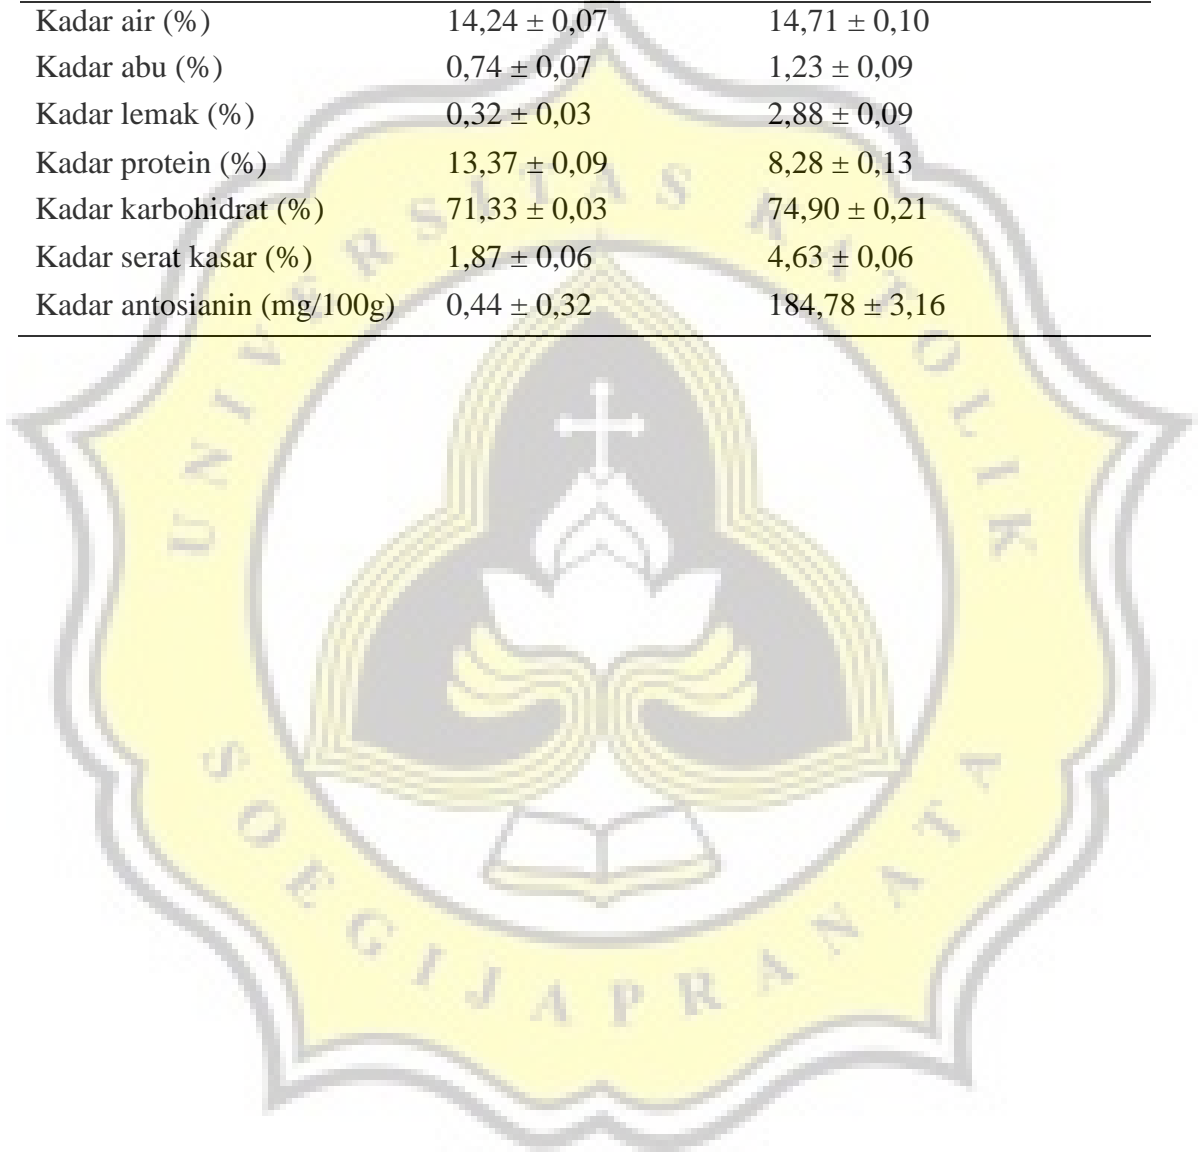 Kadar air (%) 14,24 ± 0,07 14,71 ± 0,10
Kadar abu (%) 0,74 ± 0,07 1,23 ± 0,09
Kadar lemak (%) 0,32 ± 0,03 2,88 ± 0,09
Kadar protein (%) 13,37 ± 0,09 8,28 ± 0,13
Kadar karbohidrat (%) 71,33 ± 0,03 74,90 ± 0,21
Kadar serat kasar (%) 1,87 ± 0,06 4,63 ± 0,06
Kadar antosianin (mg/100g) 0,44 ± 0,32 184,78 ± 3,16
UNIVERSITAS KATOLIK
SOEGIJAPRANATA